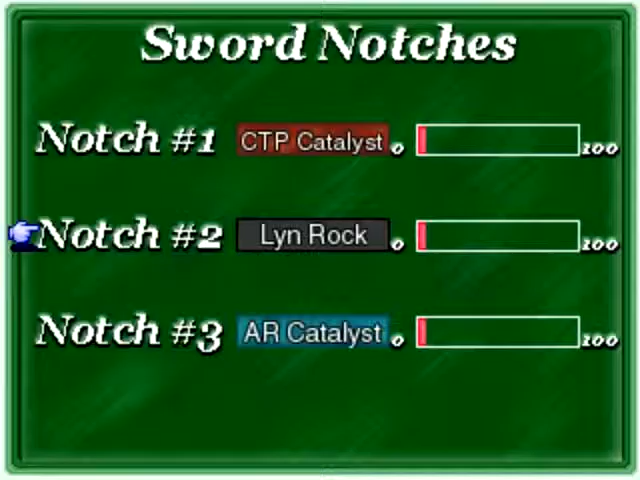 Sword Notches
Notch #1 CTP Catalyst 0 100
Notch #2 Lyn Rock 0 100
Notch #3 AR Catalyst 0 100